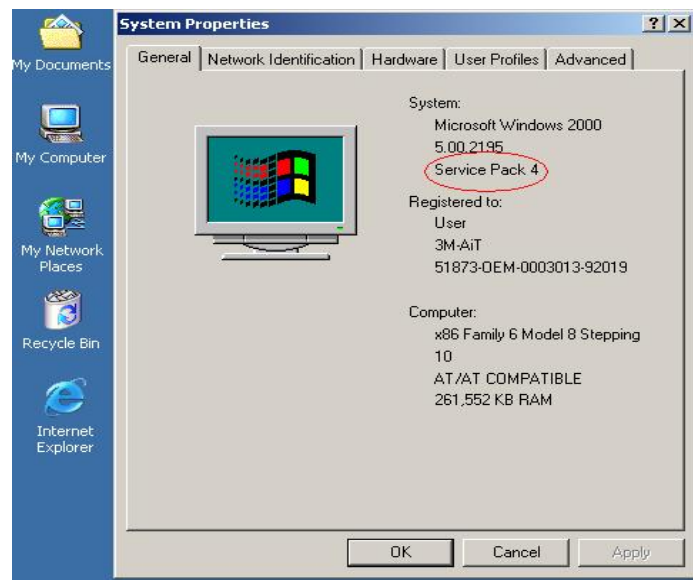 My Documents
My Computer
My Network
Places
Recycle Bin
Internet
Explorer
System Properties
General
Network Identification
Hardware
User Profiles
Advanced
System:
Microsoft Windows 2000
5.00.2195
Service Pack 4
Registered to:
User
3M-AiT
51873-OEM-0003013-92019
Computer:
x86 Family 6 Model 8 Stepping
10
AT/AT COMPATIBLE
261,552 KB RAM
OK
Cancel
Apply